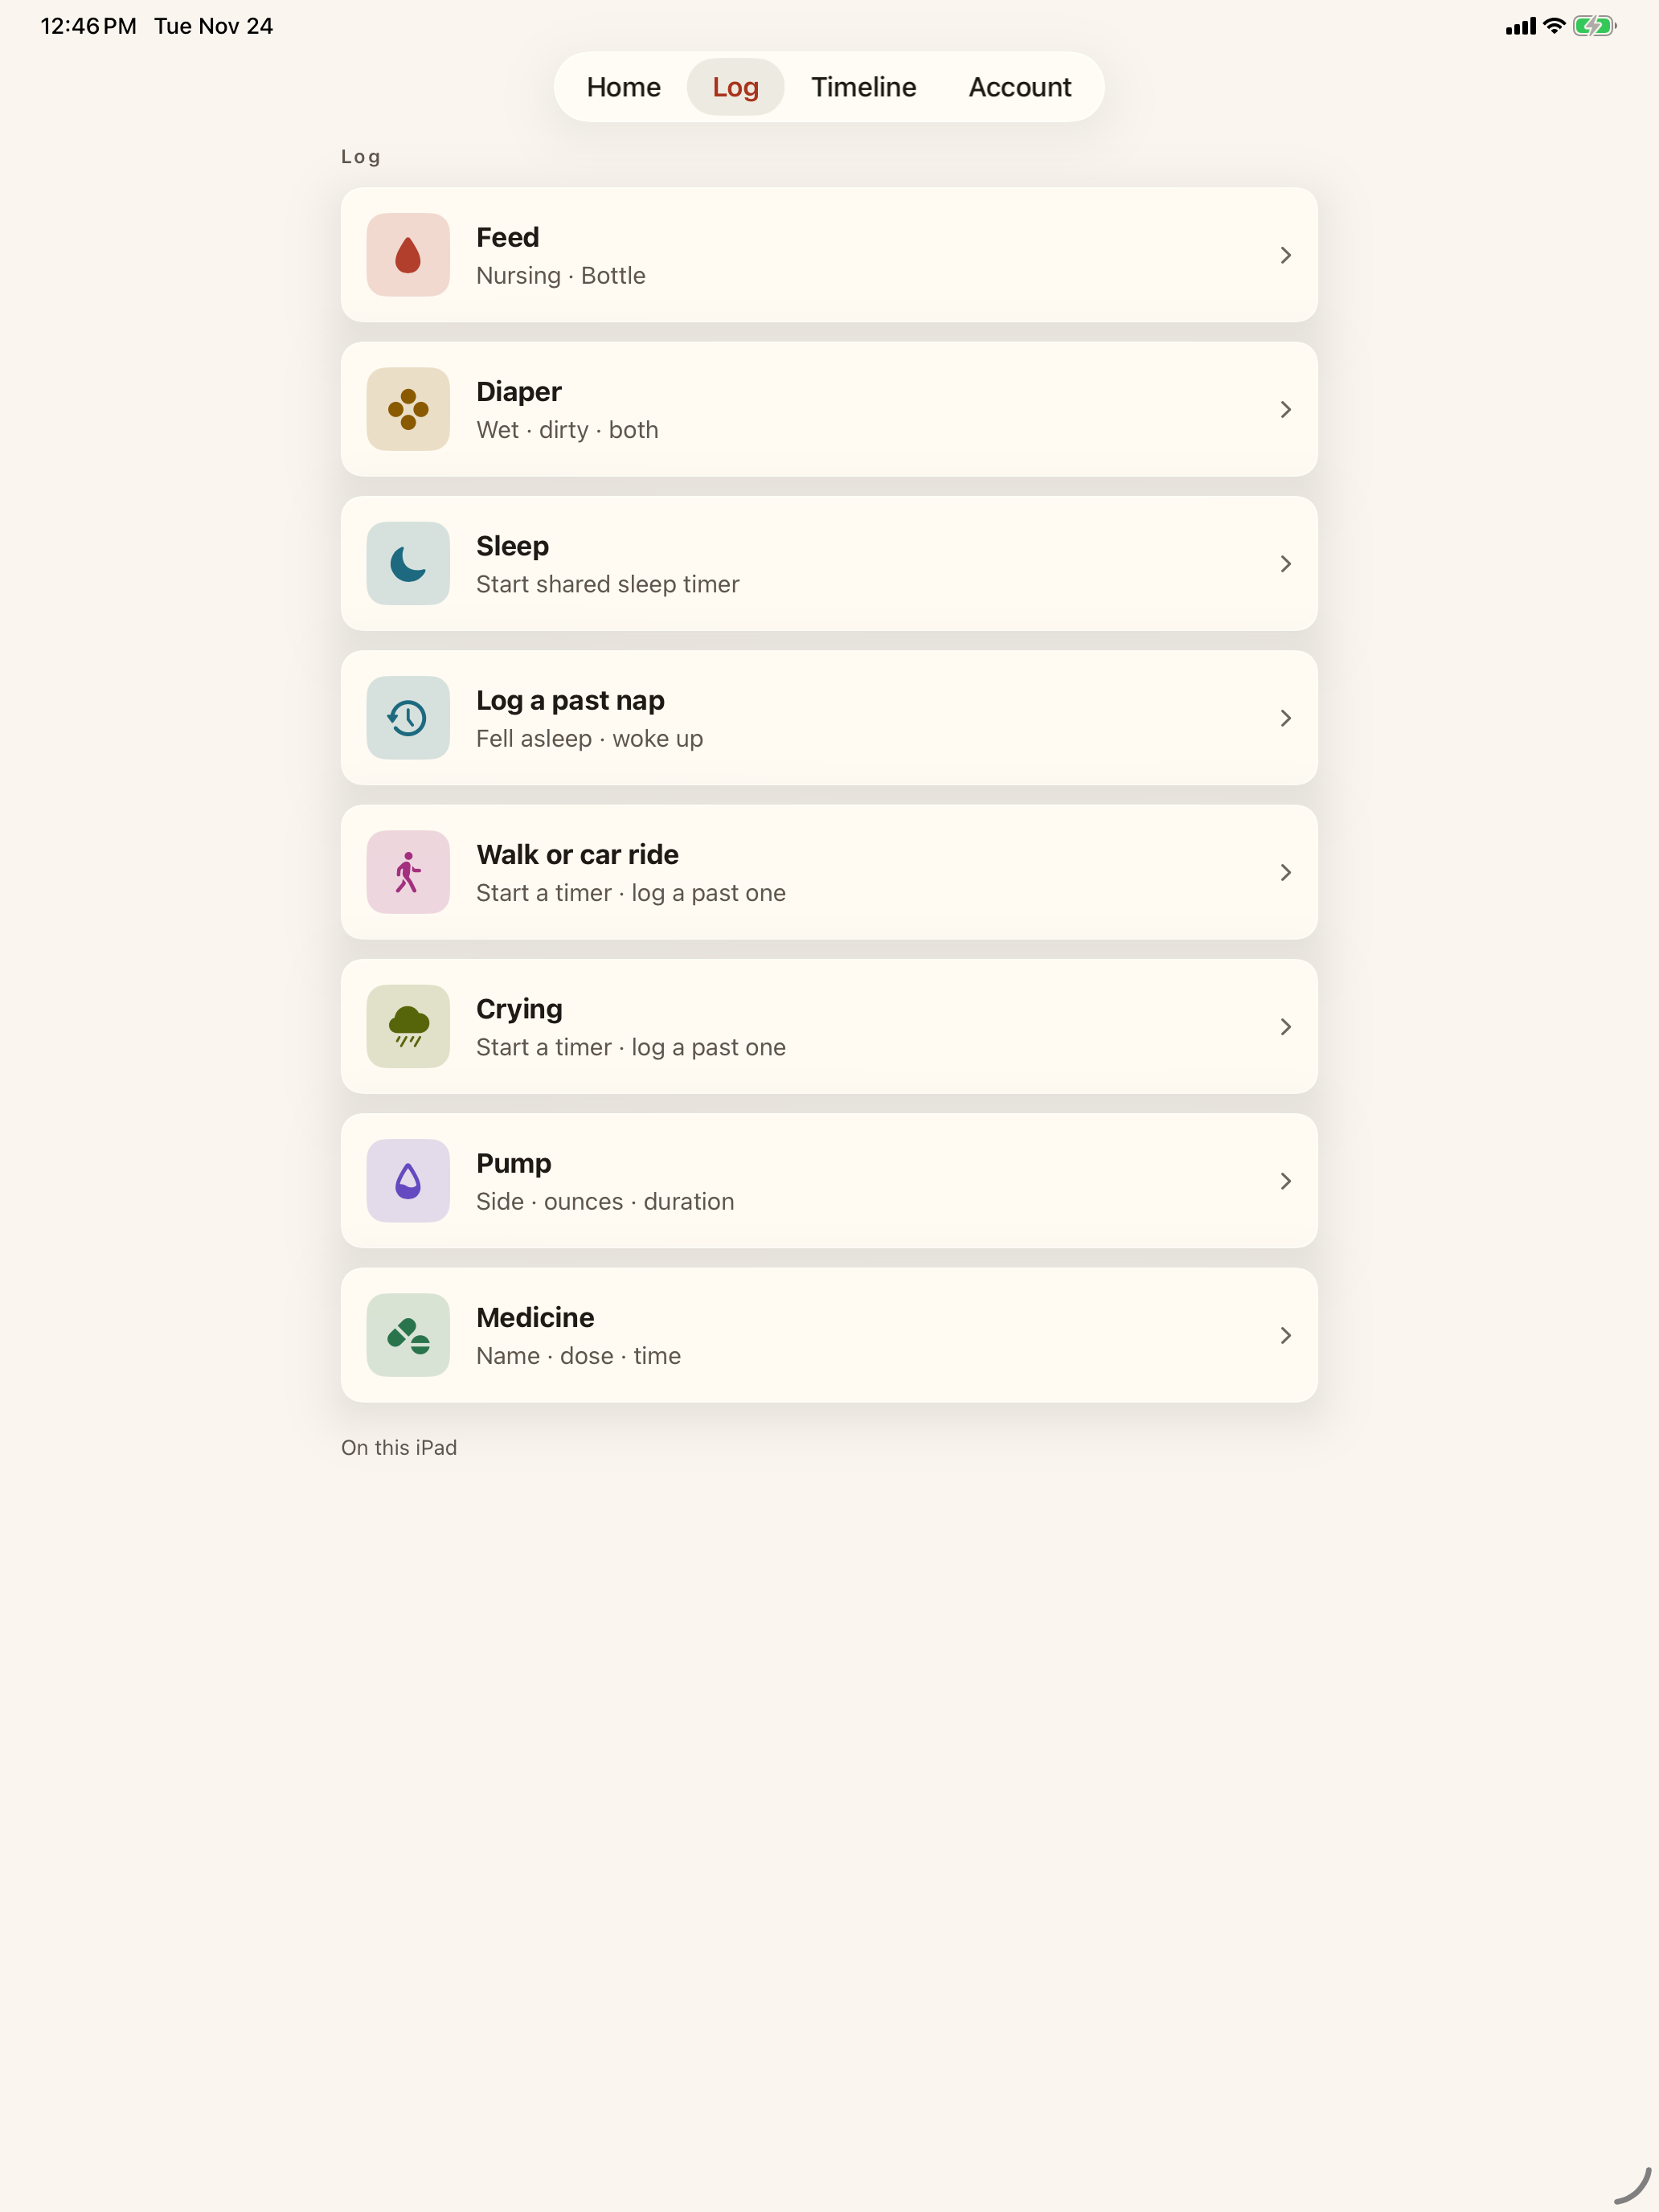 12:46 PM Tue Nov 24
Home Log Timeline Account
Log
Feed
Nursing · Bottle
Diaper
Wet · dirty · both
Sleep
Start shared sleep timer
Log a past nap
Fell asleep · woke up
Walk or car ride
Start a timer · log a past one
Crying
Start a timer · log a past one
Pump
Side · ounces · duration
Medicine
Name · dose · time
On this iPad